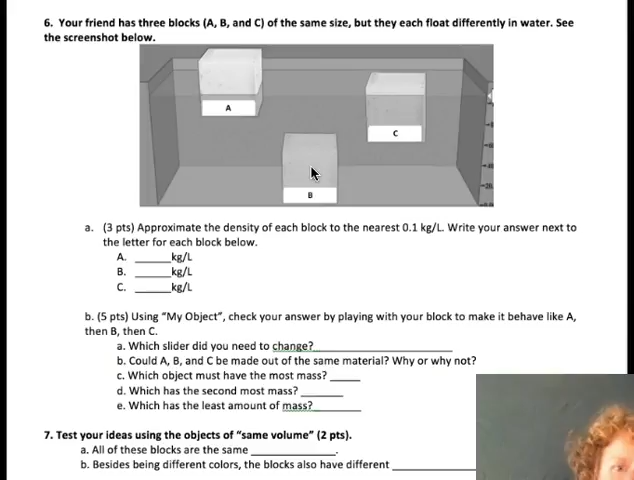 6. Your friend has three blocks (A, B, and C) of the same size, but they each float differently in water. See
the screenshot below.
A
C
B
a. (3 pts) Approximate the density of each block to the nearest 0.1 kg/L. Write your answer next to
the letter for each block below.
A. _____kg/L
B. _____kg/L
C. _____kg/L
b. (5 pts) Using "My Object", check your answer by playing with your block to make it behave like A,
then B, then C.
a. Which slider did you need to change?____________________
b. Could A, B, and C be made out of the same material? Why or why not?
c. Which object must have the most mass? _____
d. Which has the second most mass? _______
e. Which has the least amount of mass?________
7. Test your ideas using the objects of "same volume" (2 pts).
a. All of these blocks are the same ____________.
b. Besides being different colors, the blocks also have different ____________